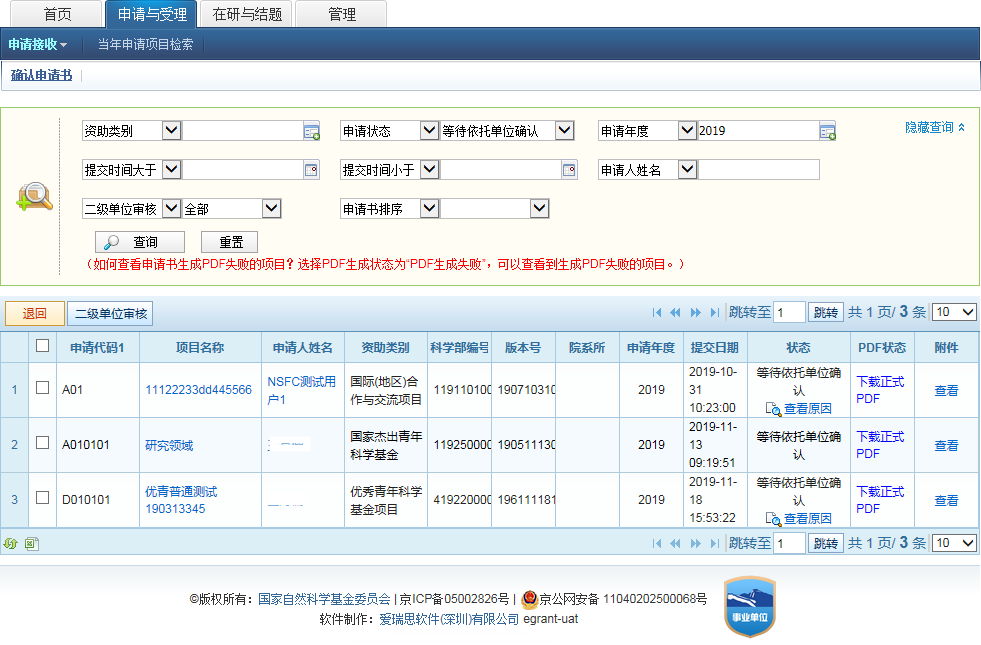 首页 申请与受理 在研与结题 管理
申请接收 当年申请项目检索
确认申请书
资助类别 申请状态 等待依托单位确认 申请年度 2019 隐藏查询
提交时间大于 提交时间小于 申请人姓名
二级单位审核 全部 申请书排序
查询 重置
（如何查看申请书生成PDF失败的项目？选择PDF生成状态为“PDF生成失败”，可以查看到生成PDF失败的项目。）
退回 二级单位审核 跳转至 1 跳转 共 1 页/ 3 条 10
申请代码1 项目名称 申请人姓名 资助类别 科学部编号 版本号 院系所 申请年度 提交日期 状态 PDF状态 附件
1 A01 11122233dd445566 NSFC测试用户1 国际(地区)合作与交流项目 119110100 190710310 2019 2019-10-31 10:23:00 等待依托单位确认 查看原因 下载正式PDF 查看
2 A010101 研究领域 国家杰出青年科学基金 119250000 190511130 2019 2019-11-13 09:19:51 等待依托单位确认 下载正式PDF 查看
3 D010101 优青普通测试190313345 优秀青年科学基金项目 419220000 196111181 2019 2019-11-18 15:53:22 等待依托单位确认 查看原因 下载正式PDF 查看
跳转至 1 跳转 共 1 页/ 3 条 10
©版权所有：国家自然科学基金委员会 | 京ICP备05002826号 | 京公网安备 11040202500068号
软件制作：爱瑞思软件(深圳)有限公司 egrant-uat
事业单位